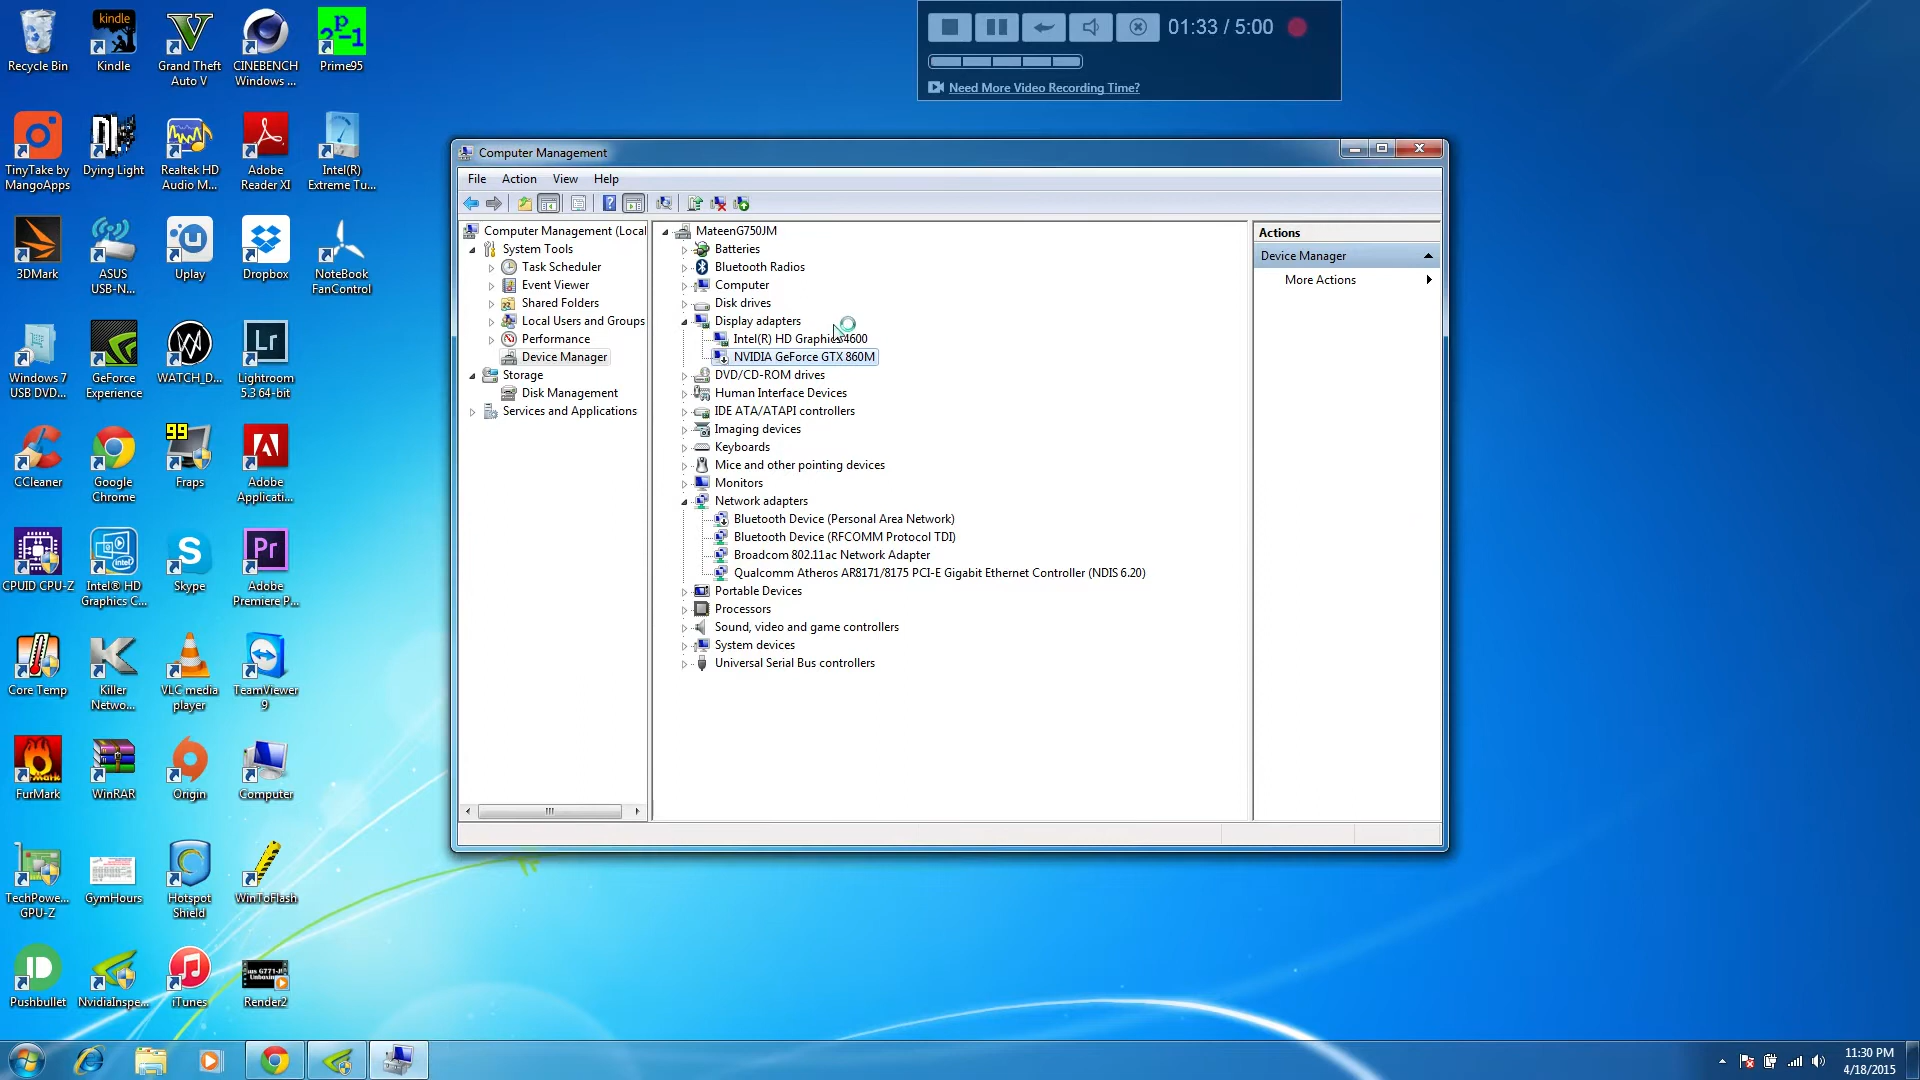 Recycle Bin
Kindle
Grand Theft
Auto V
CINEBENCH
Windows ...
Prime95
kindle
2P-1
TinyTake by
MangoApps
Dying Light
Realtek HD
Audio M...
Adobe
Reader XI
Intel(R)
Extreme Tu...
3DMark
ASUS
USB-N...
Uplay
Dropbox
NoteBook
FanControl
Windows 7
USB DVD...
GeForce
Experience
WATCH_D...
Lightroom
5.3 64-bit
Lr
CCleaner
Google
Chrome
99
Fraps
Adobe
Applicati...
CPUID CPU-Z
Intel® HD
Graphics C...
Skype
Pr
Adobe
Premiere P...
Core Temp
Killer
Netwo...
VLC media
player
TeamViewer
9
FurMark
WinRAR
Origin
Computer
TechPowe...
GPU-Z
GymHours
Hotspot
Shield
WinToFlash
Pushbullet
NvidiaInspe...
iTunes
Render2
01:33 / 5:00
Need More Video Recording Time?
Computer Management
File Action View Help
Computer Management (Local
System Tools
Task Scheduler
Event Viewer
Shared Folders
Local Users and Groups
Performance
Device Manager
Storage
Disk Management
Services and Applications
MateenG750JM
Batteries
Bluetooth Radios
Computer
Disk drives
Display adapters
Intel(R) HD Graphics 4600
NVIDIA GeForce GTX 860M
DVD/CD-ROM drives
Human Interface Devices
IDE ATA/ATAPI controllers
Imaging devices
Keyboards
Mice and other pointing devices
Monitors
Network adapters
Bluetooth Device (Personal Area Network)
Bluetooth Device (RFCOMM Protocol TDI)
Broadcom 802.11ac Network Adapter
Qualcomm Atheros AR8171/8175 PCI-E Gigabit Ethernet Controller (NDIS 6.20)
Portable Devices
Processors
Sound, video and game controllers
System devices
Universal Serial Bus controllers
Actions
Device Manager
More Actions
11:30 PM
4/18/2015